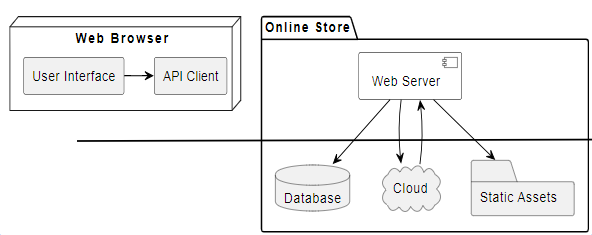 Web Browser
User Interface
API Client
Online Store
Web Server
Database
Cloud
Static Assets